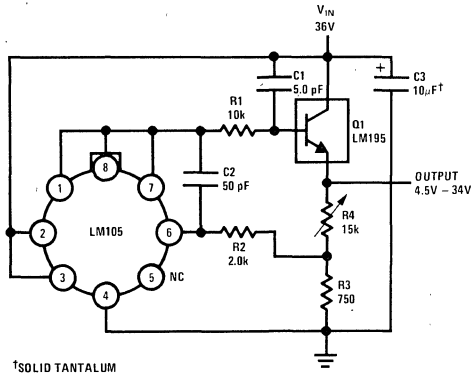 V_IN
36V
C1
5.0 pF
+
C3
10μF†
R1
10k
Q1
LM195
C2
50 pF
OUTPUT
4.5V – 34V
8
1
7
2
LM105
6
R2
2.0k
R4
15k
3
5
NC
4
R3
750
†SOLID TANTALUM